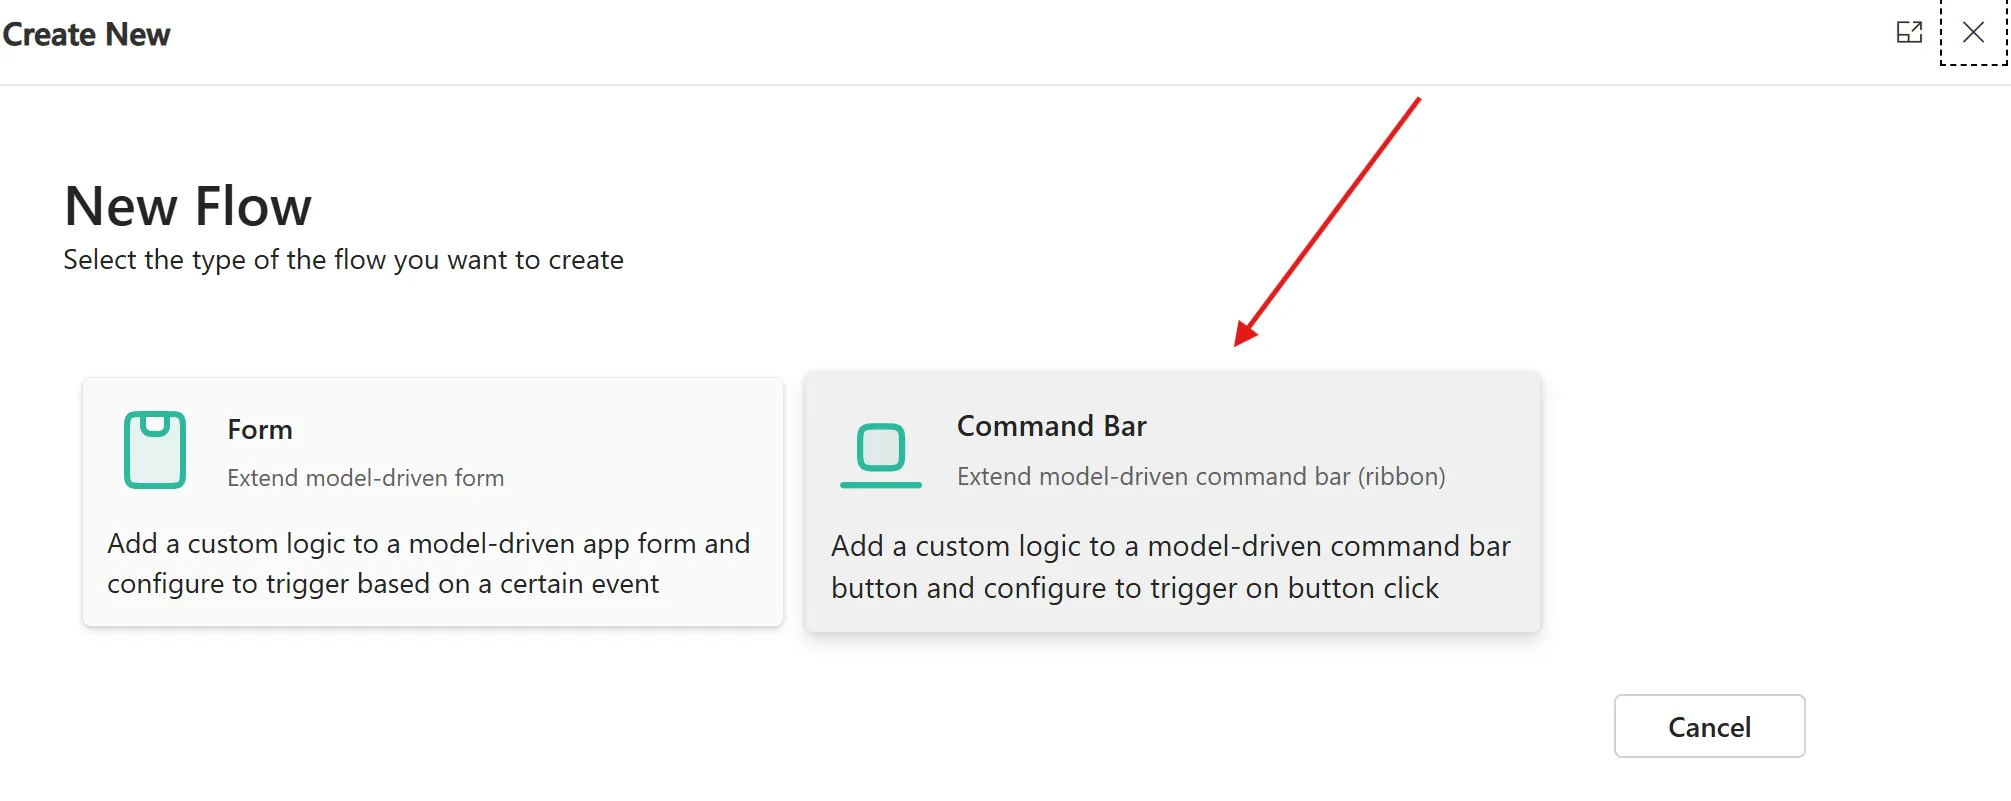 Create New
New Flow
Select the type of the flow you want to create
Form
Extend model-driven form
Add a custom logic to a model-driven app form and
configure to trigger based on a certain event
Command Bar
Extend model-driven command bar (ribbon)
Add a custom logic to a model-driven command bar
button and configure to trigger on button click
Cancel